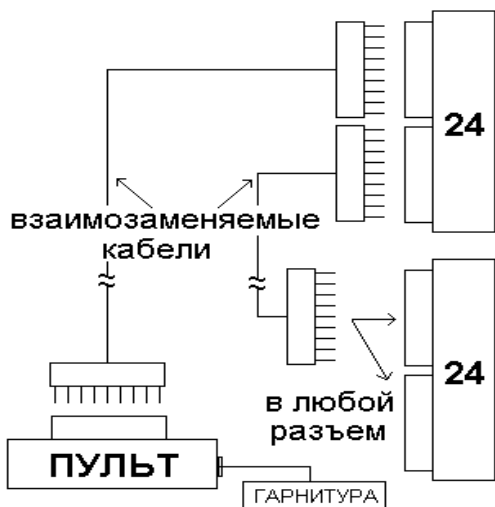 24
взаимозаменяемые
кабели
24
в любой
разъем
ПУЛЬТ
ГАРНИТУРА